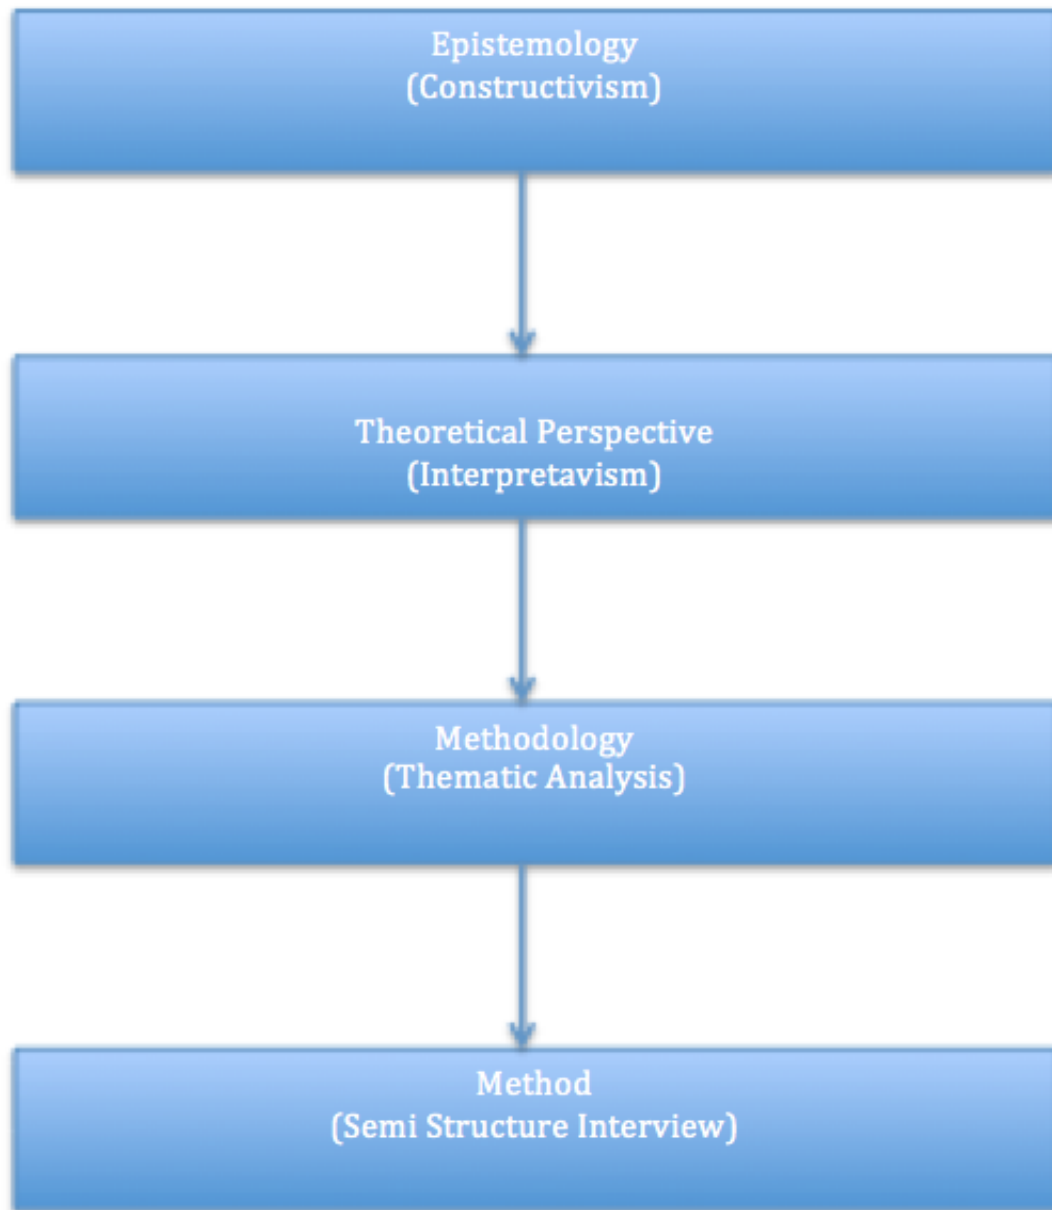 Epistemology
(Constructivism)
Theoretical Perspective
(Interpretavism)
Methodology
(Thematic Analysis)
Method
(Semi Structure Interview)